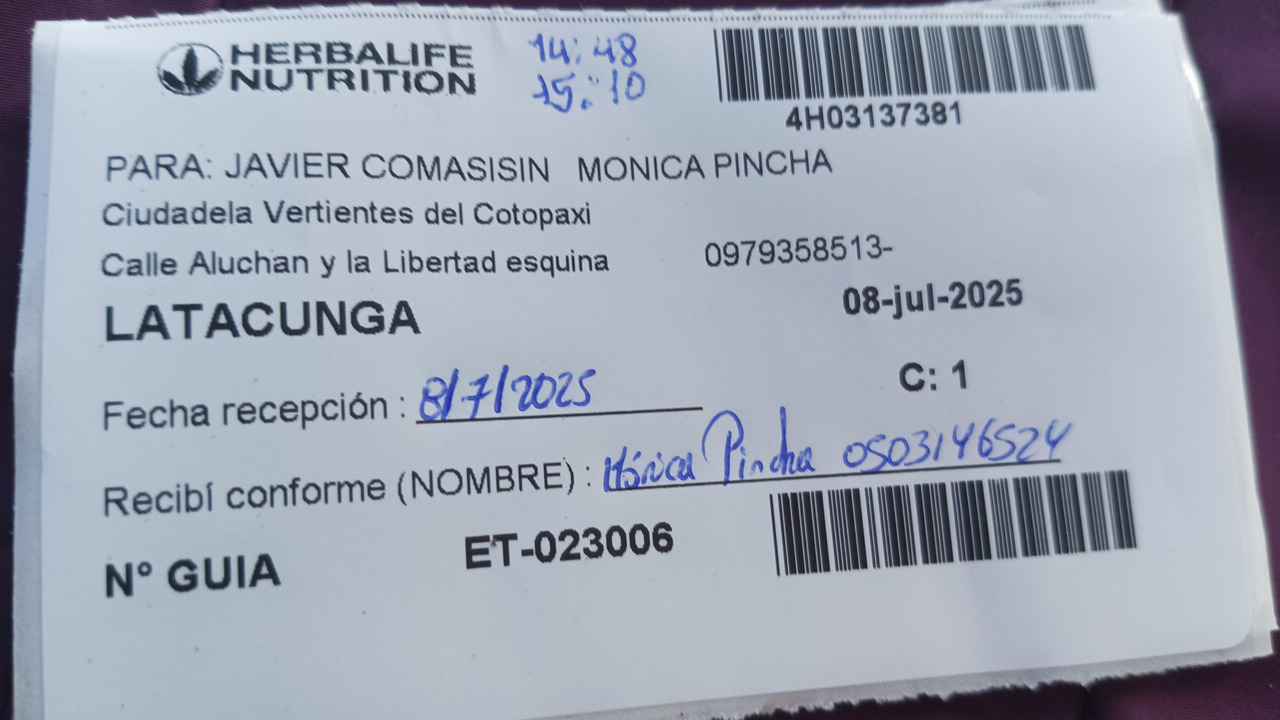 HERBALIFE
NUTRITION
14:48
15:10
4H03137381
PARA: JAVIER COMASISIN MONICA PINCHA
Ciudadela Vertientes del Cotopaxi
Calle Aluchan y la Libertad esquina 0979358513-
LATACUNGA 08-jul-2025
C: 1
Fecha recepción : 8/7/2025
Recibí conforme (NOMBRE) : Mónica Pincha 0503146524
N° GUIA ET-023006